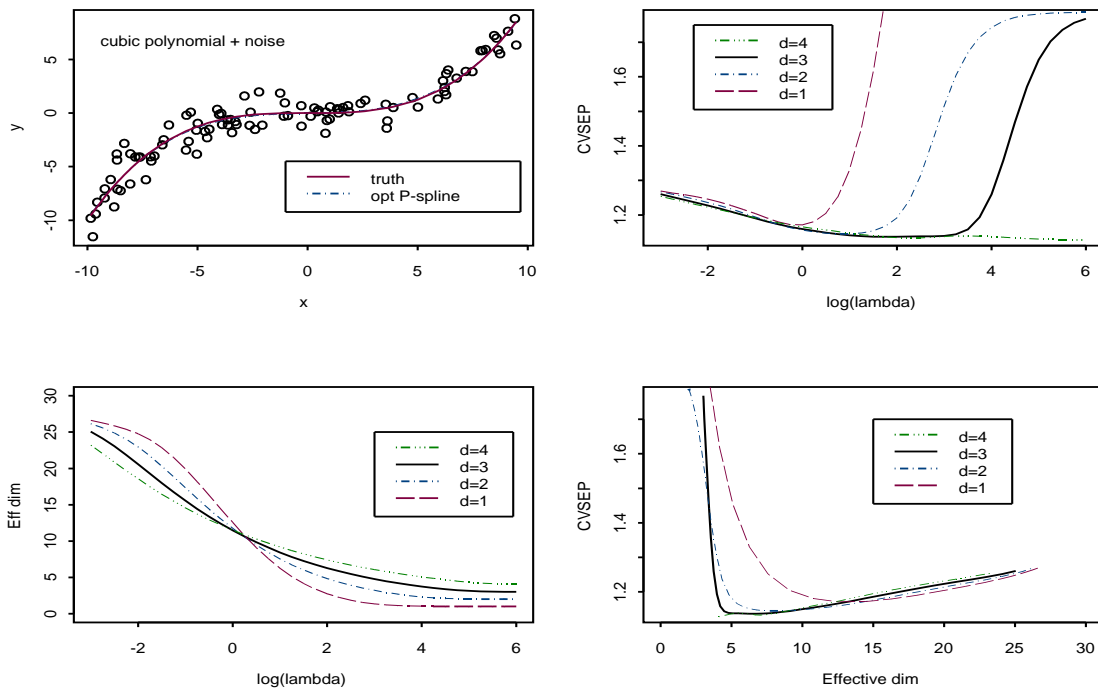 cubic polynomial + noise
truth
opt P-spline
y
5
0
-5
-10
-10
-5
0
5
10
x
d=4
d=3
d=2
d=1
CVSEP
1.6
1.4
1.2
-2
0
2
4
6
log(lambda)
d=4
d=3
d=2
d=1
Eff dim
30
25
20
15
10
5
0
-2
0
2
4
6
log(lambda)
d=4
d=3
d=2
d=1
CVSEP
1.6
1.4
1.2
0
5
10
15
20
25
30
Effective dim